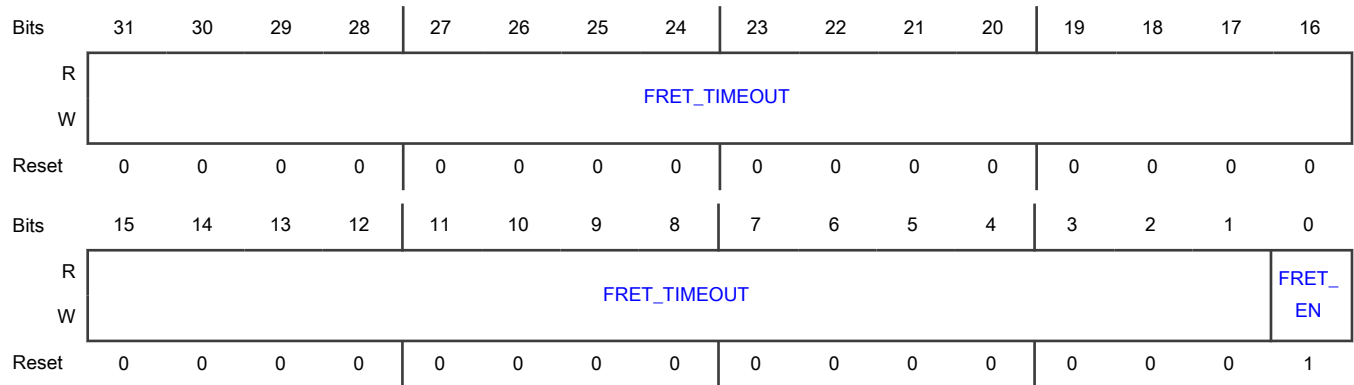 Bits 31 30 29 28 27 26 25 24 23 22 21 20 19 18 17 16
R
FRET_TIMEOUT
W
Reset 0 0 0 0 0 0 0 0 0 0 0 0 0 0 0 0
Bits 15 14 13 12 11 10 9 8 7 6 5 4 3 2 1 0
R
FRET_TIMEOUT
FRET_
EN
W
Reset 0 0 0 0 0 0 0 0 0 0 0 0 0 0 0 1